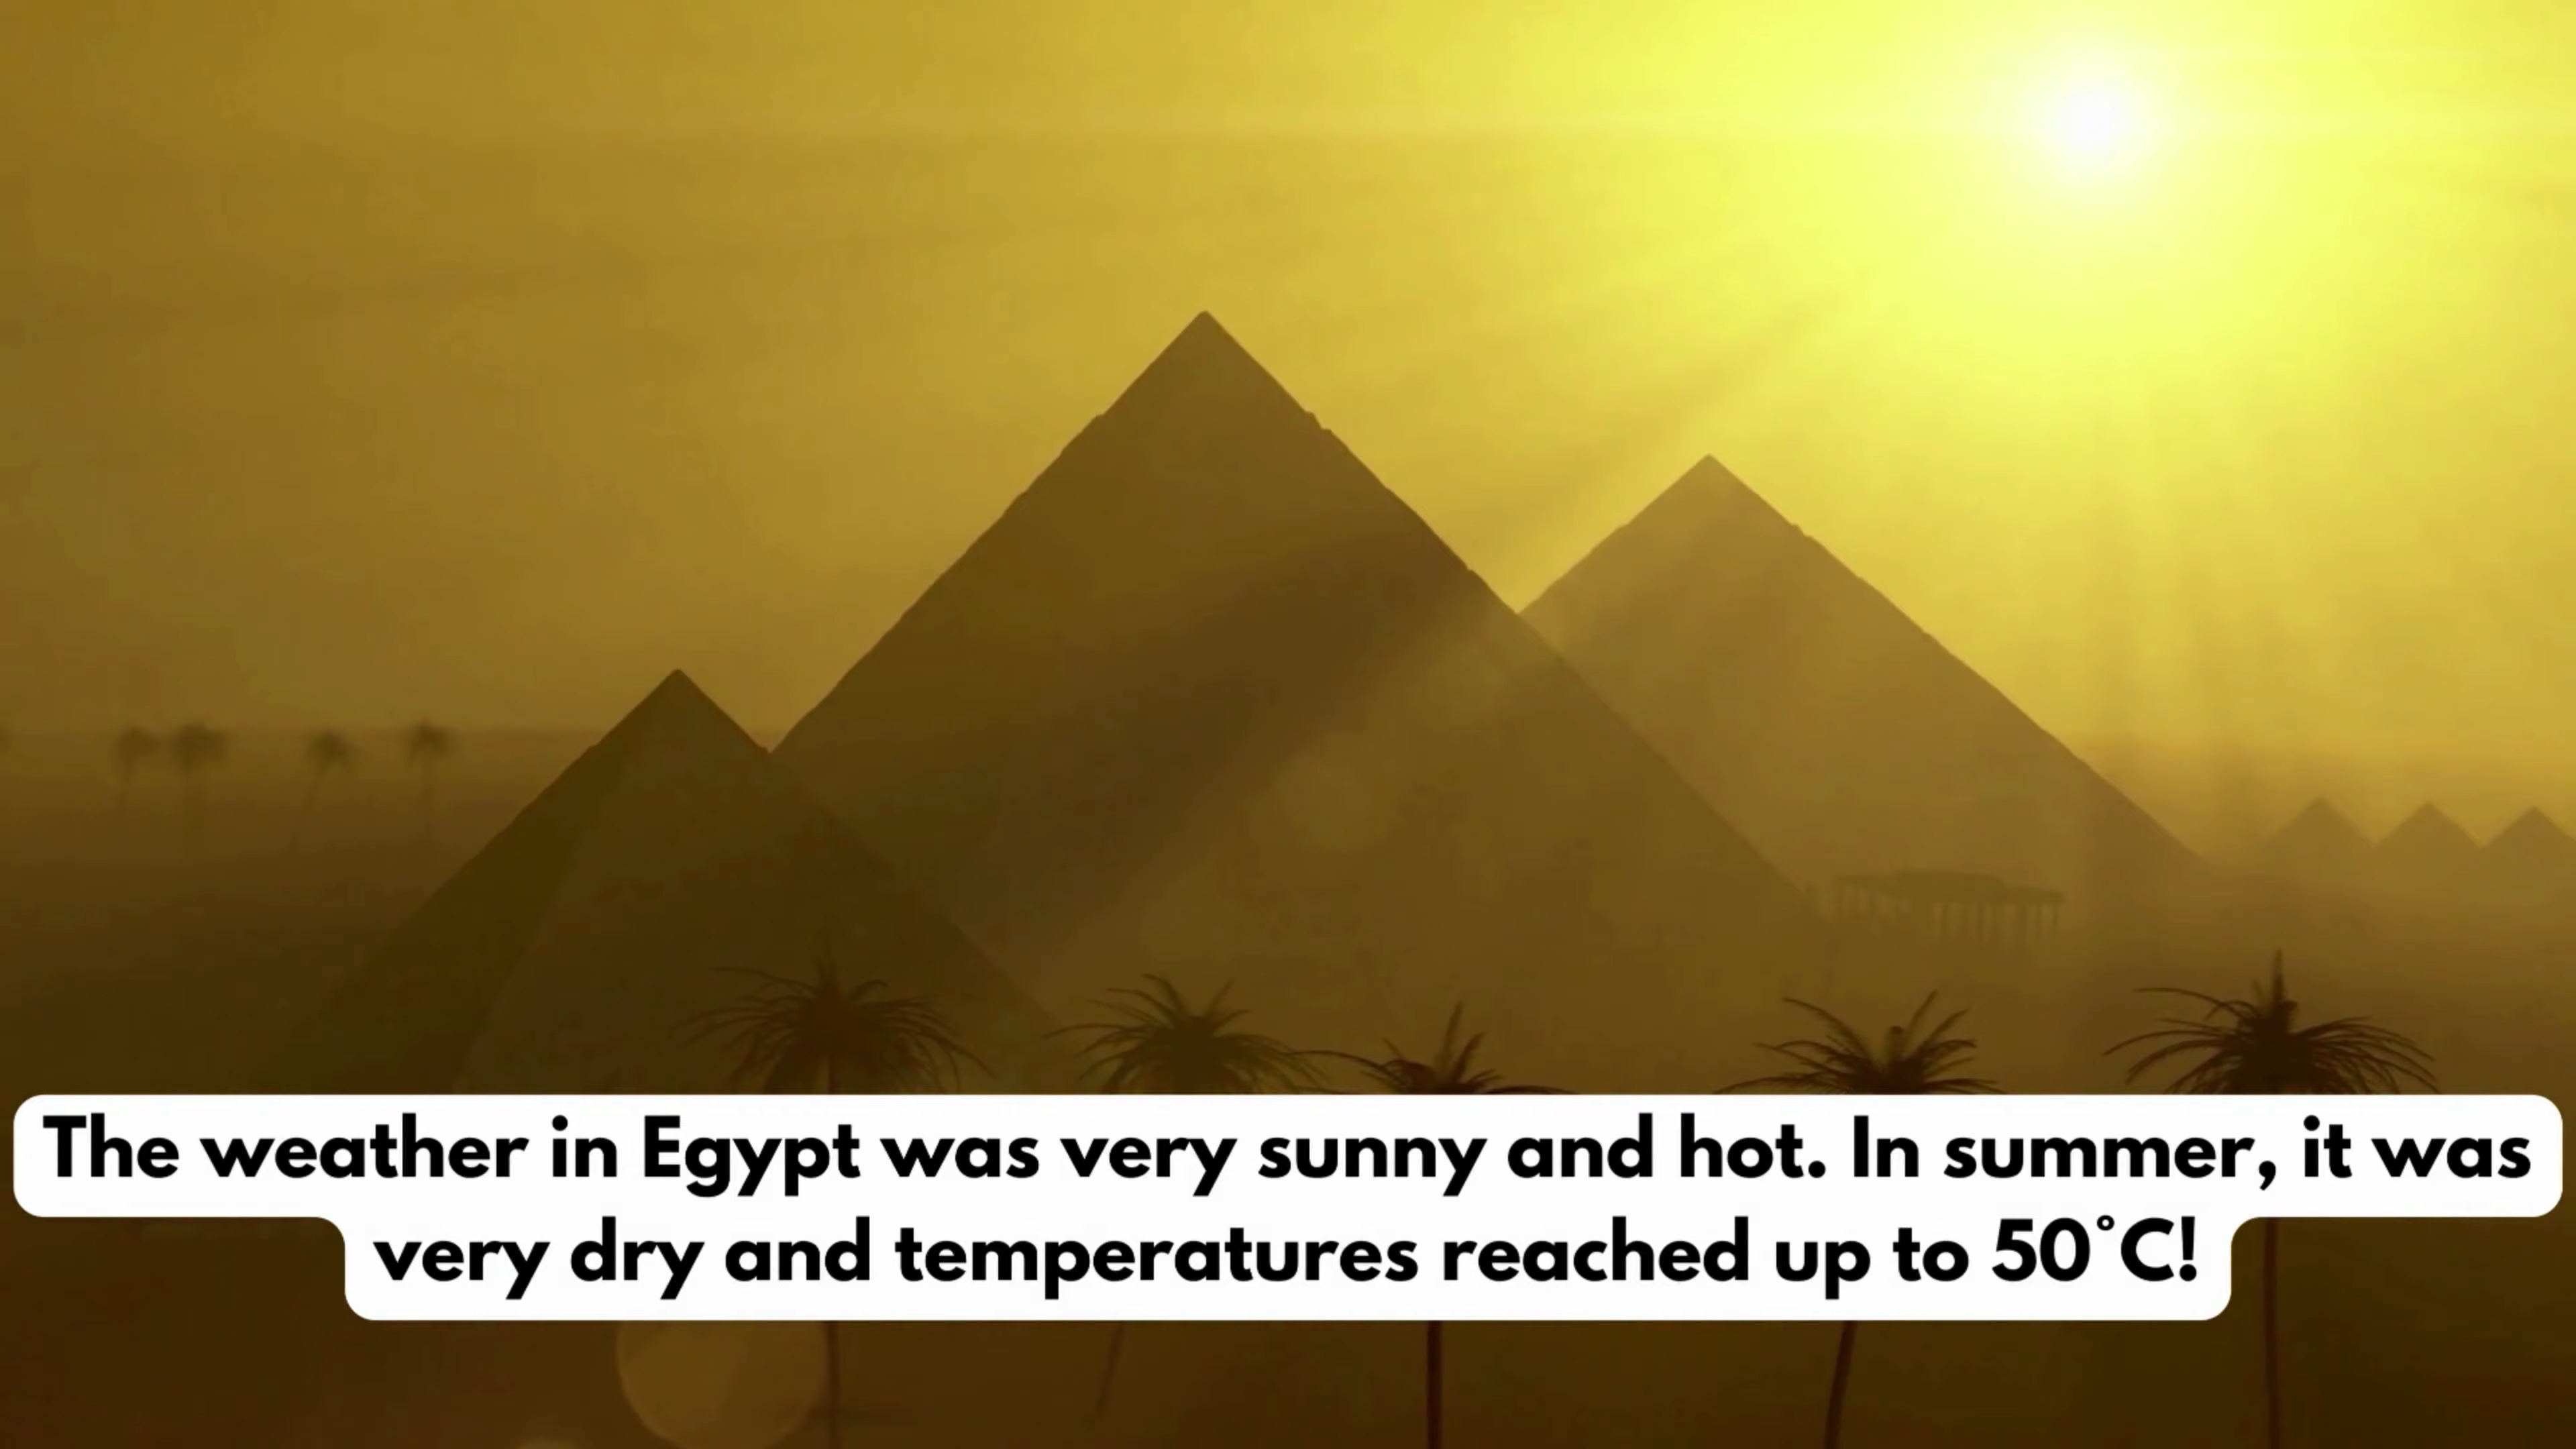 The weather in Egypt was very sunny and hot. In summer, it was
very dry and temperatures reached up to 50°C!